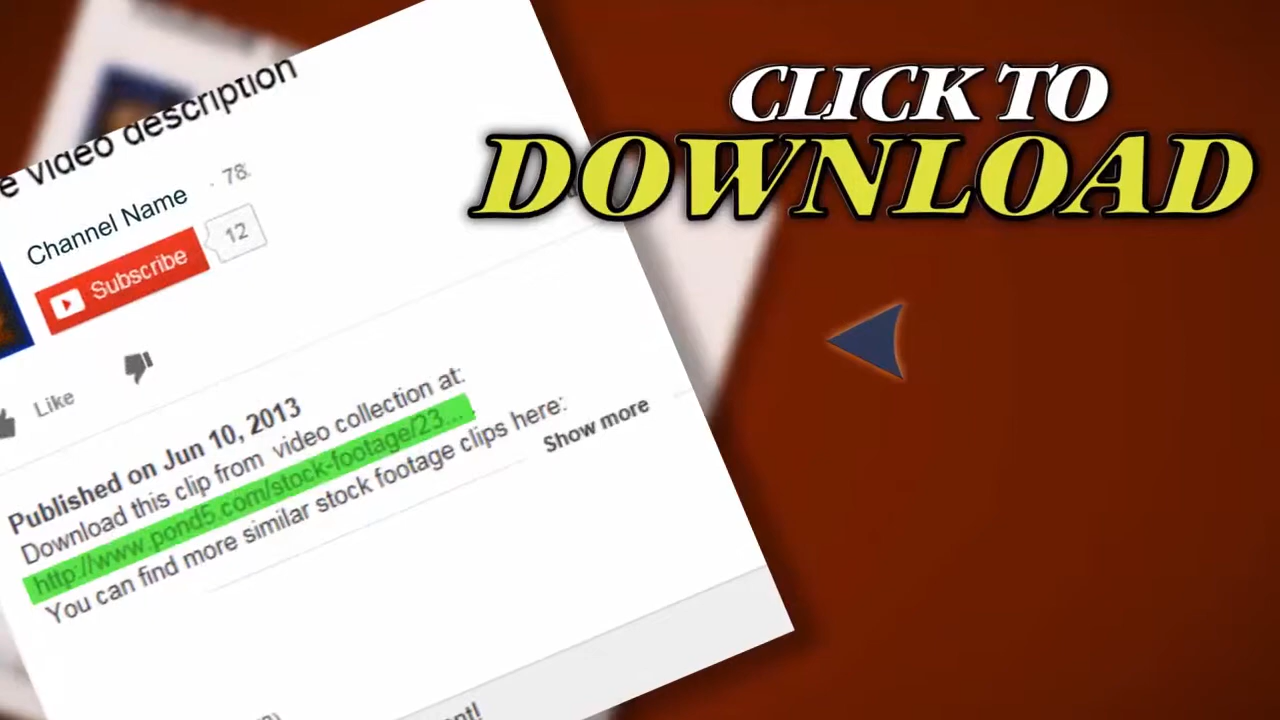 CLICK TO
DOWNLOAD
e video description
Channel Name
78
Subscribe
12
Like
Published on Jun 10, 2013
Download this clip from video collection at:
http://www.pond5.com/stock-footage/23...
You can find more similar stock footage clips here:
Show more